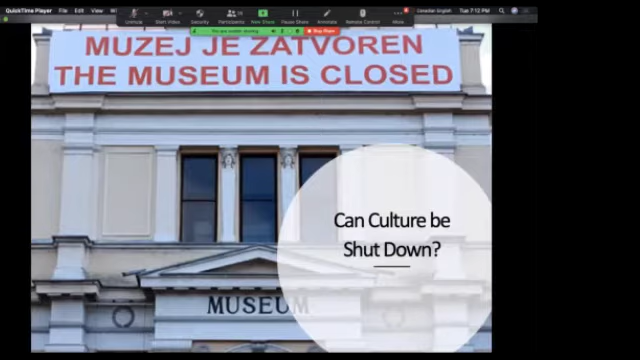 QuickTime Player File Edit View W
Canadian English Tue 7:12 PM
Unmute Start Video Security Participants New Share Pause Share Annotate Remote Control More
Stop Share
MUZEJ JE ZATVOREN
THE MUSEUM IS CLOSED
Can Culture be
Shut Down?
MUSEUM